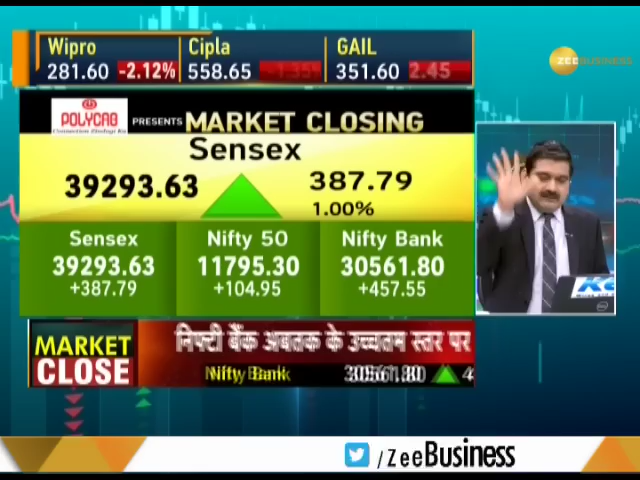 Wipro Cipla GAIL
281.60 -2.12% 558.65 351.60 2.45
ZEE BUSINESS
POLYCAB PRESENTS MARKET CLOSING
Sensex
39293.63 387.79
1.00%
Sensex Nifty 50 Nifty Bank
39293.63 11795.30 30561.80
+387.79 +104.95 +457.55
MARKET CLOSE
निफ्टी बैंक अबतक के उच्चतम स्तर पर
Nifty Bank 30561.80
/ZeeBusiness